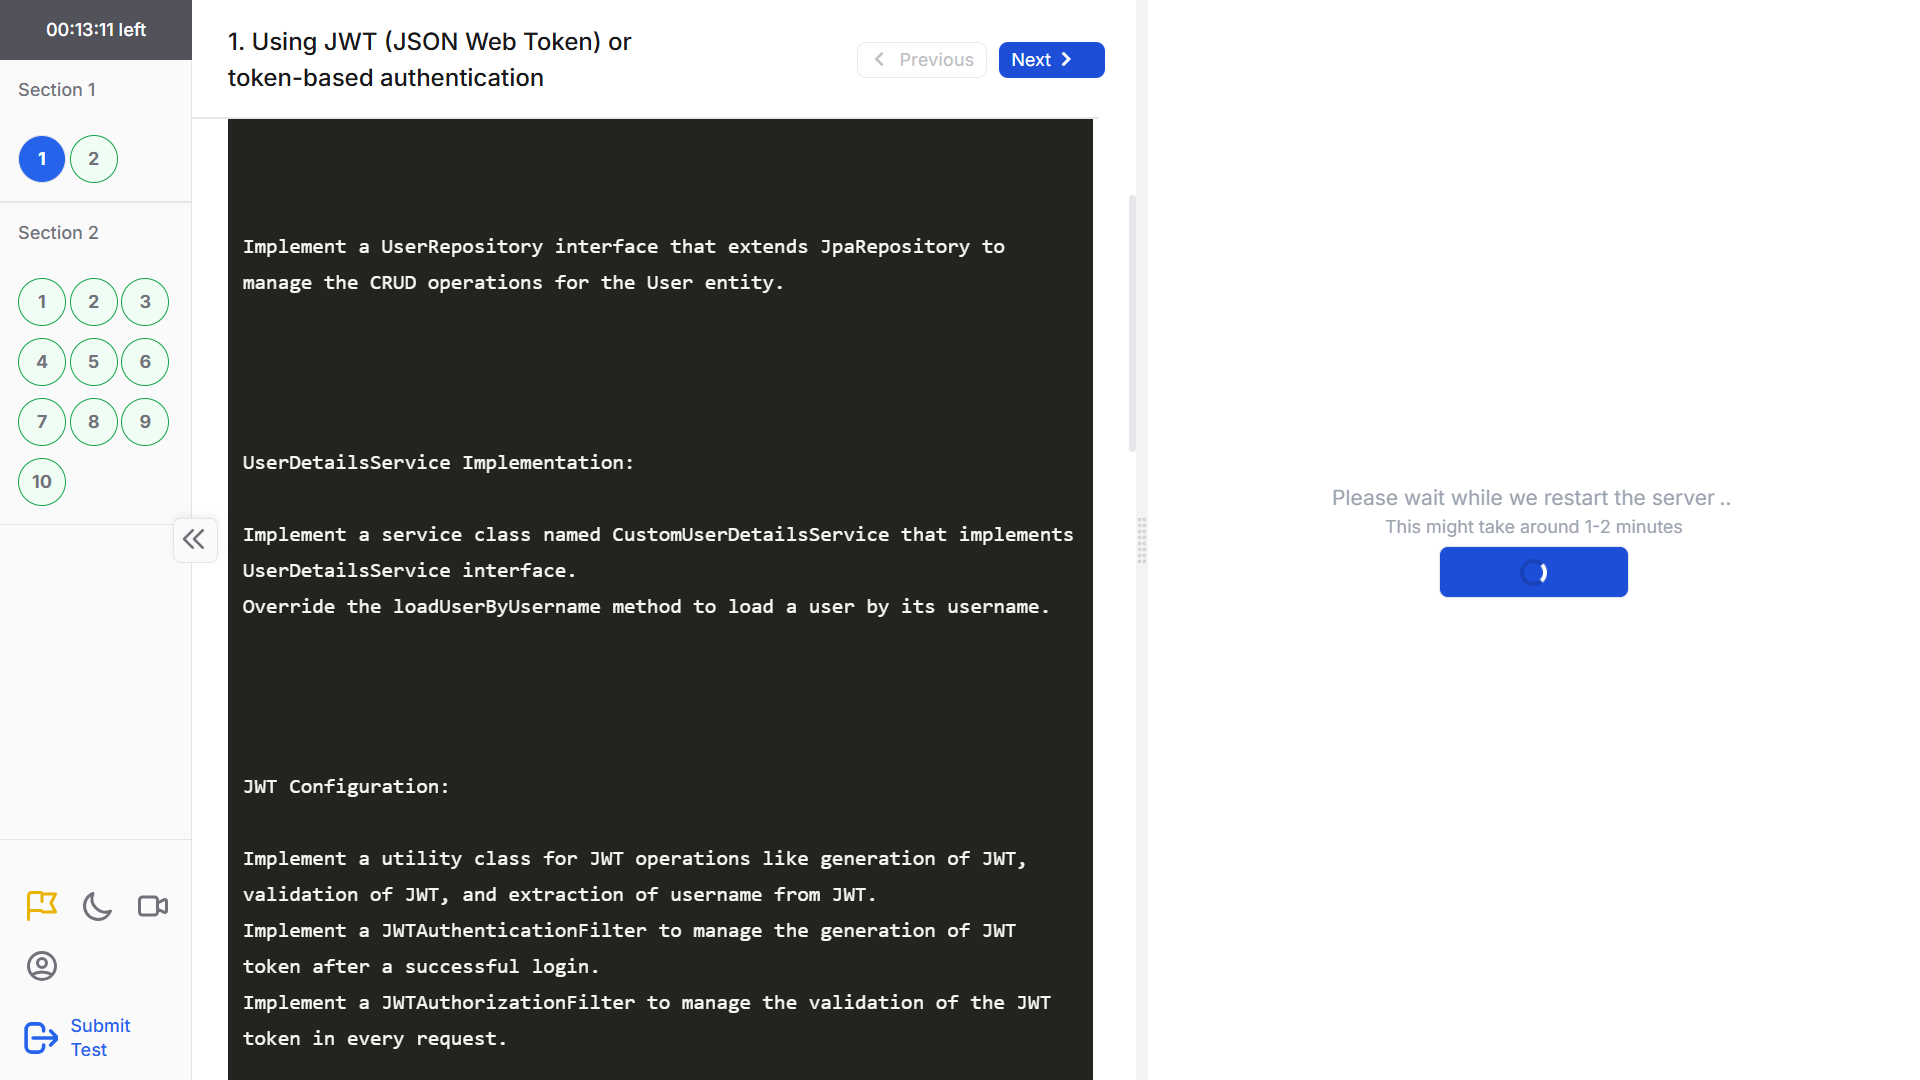 00:13:11 left
Section 1
1
2
Section 2
1
2
3
4
5
6
7
8
9
10
Submit
Test
1. Using JWT (JSON Web Token) or
token-based authentication
Previous
Next
Implement a UserRepository interface that extends JpaRepository to
manage the CRUD operations for the User entity.
UserDetailsService Implementation:
Implement a service class named CustomUserDetailsService that implements
UserDetailsService interface.
Override the loadUserByUsername method to load a user by its username.
JWT Configuration:
Implement a utility class for JWT operations like generation of JWT,
validation of JWT, and extraction of username from JWT.
Implement a JWTAuthenticationFilter to manage the generation of JWT
token after a successful login.
Implement a JWTAuthorizationFilter to manage the validation of the JWT
token in every request.
Please wait while we restart the server ..
This might take around 1-2 minutes